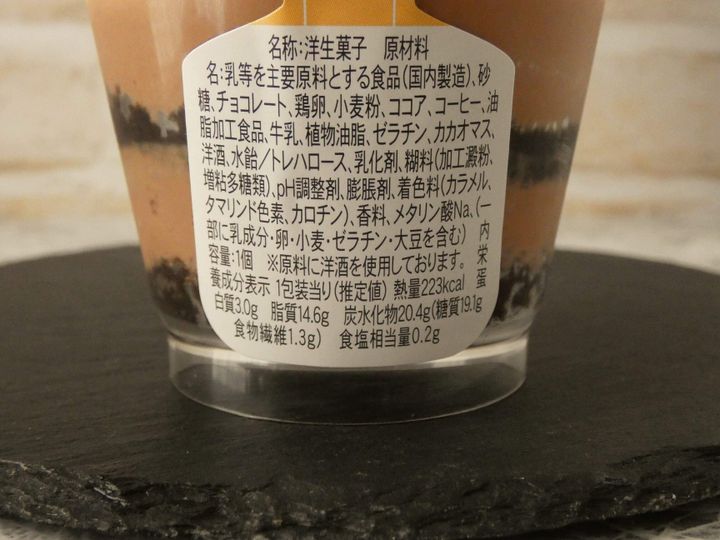 名称:洋生菓子 原材料
名:乳等を主要原料とする食品(国内製造)、砂
糖、チョコレート、鶏卵、小麦粉、ココア、コーヒー、油
脂加工食品、牛乳、植物油脂、ゼラチン、カカオマス、
洋酒、水飴/トレハロース、乳化剤、糊料(加工澱粉、
増粘多糖類)、pH調整剤、膨脹剤、着色料(カラメル、
タマリンド色素、カロチン)、香料、メタリン酸Na、(一
部に乳成分・卵・小麦・ゼラチン・大豆を含む) 内
容量:1個 ※原料に洋酒を使用しております。 栄
養成分表示 1包装当り(推定値) 熱量223kcal 蛋
白質3.0g 脂質14.6g 炭水化物20.4g(糖質19.1g
食物繊維1.3g) 食塩相当量0.2g